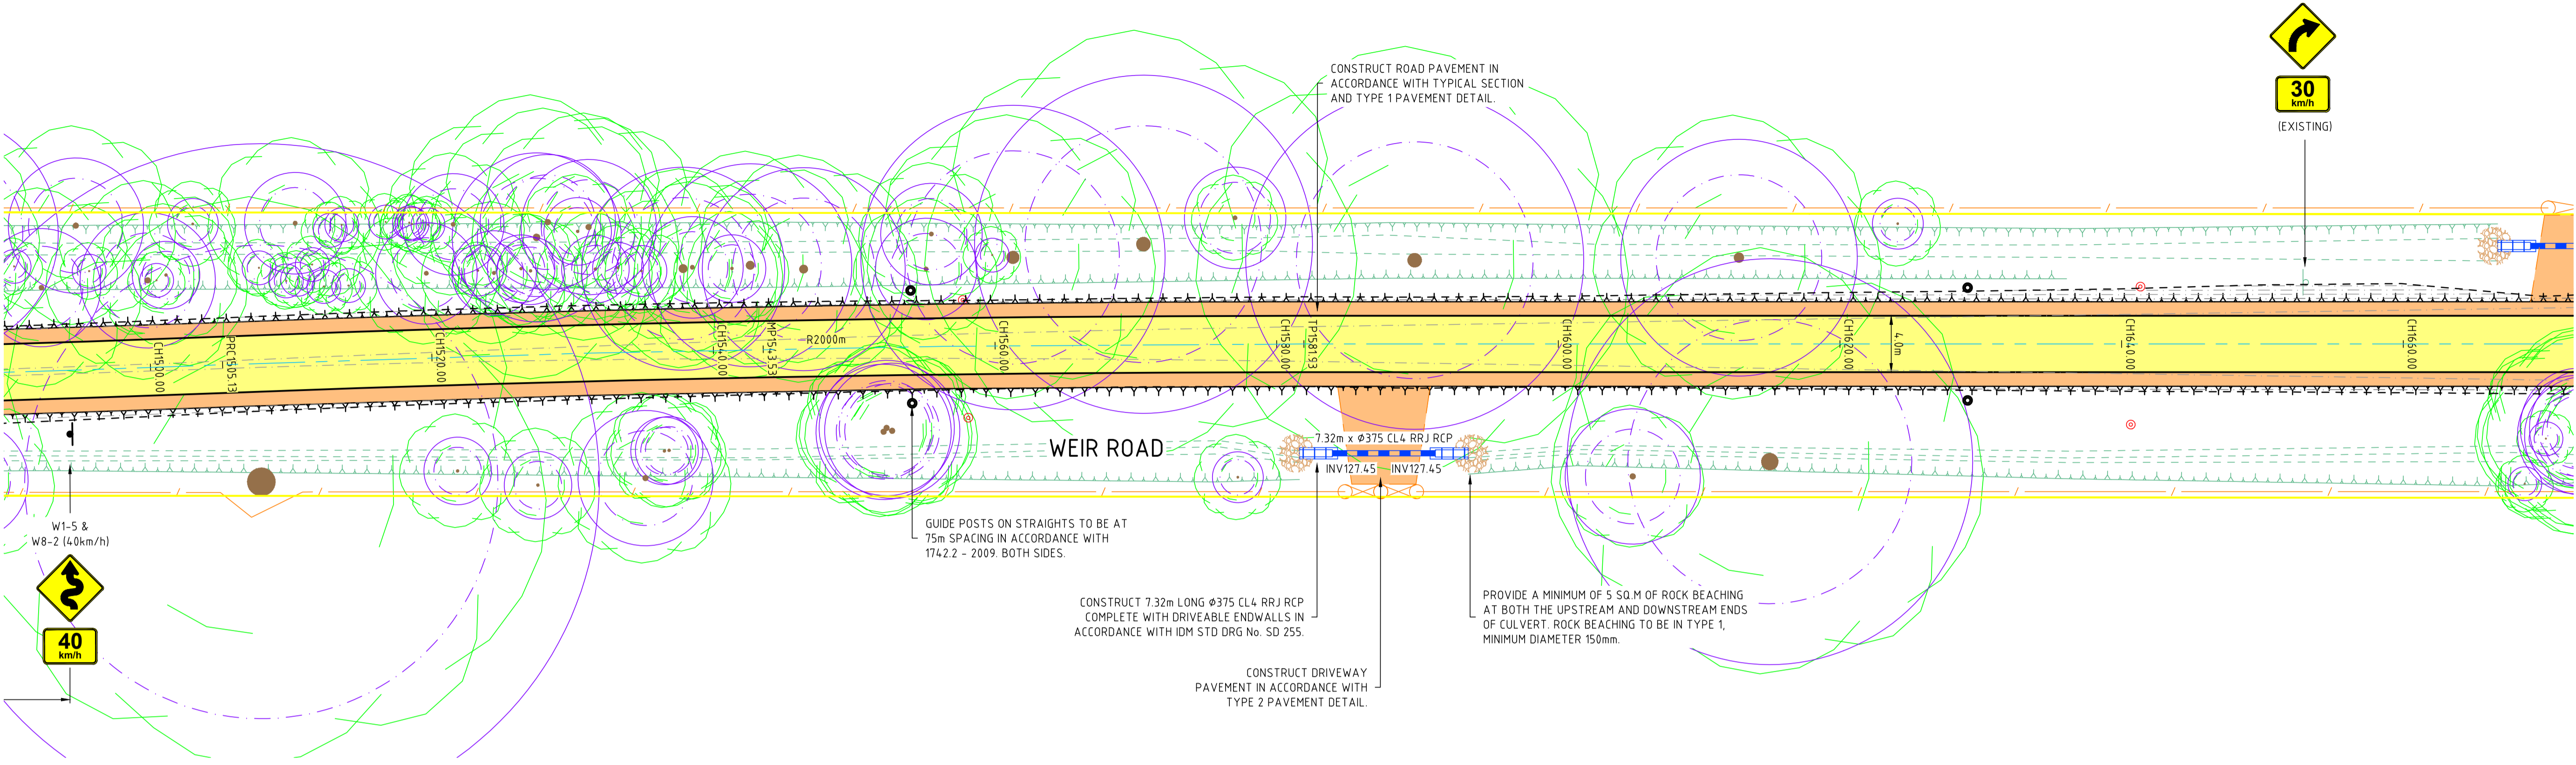 30
km/h
(EXISTING)
CONSTRUCT ROAD PAVEMENT IN
ACCORDANCE WITH TYPICAL SECTION
AND TYPE 1 PAVEMENT DETAIL.
CH1500.00
PRC1505.13
CH1520.00
CH1540.00
MP1543.53
R2000m
CH1560.00
CH1580.00
TP1581.93
CH1600.00
CH1620.00
4.0m
CH1640.00
CH1660.00
WEIR ROAD
7.32m x Ø375 CL4 RRJ RCP
INV127.45
INV127.45
W1-5 &
W8-2 (40km/h)
40
km/h
GUIDE POSTS ON STRAIGHTS TO BE AT
75m SPACING IN ACCORDANCE WITH
1742.2 - 2009. BOTH SIDES.
CONSTRUCT 7.32m LONG Ø375 CL4 RRJ RCP
COMPLETE WITH DRIVEABLE ENDWALLS IN
ACCORDANCE WITH IDM STD DRG No. SD 255.
PROVIDE A MINIMUM OF 5 SQ.M OF ROCK BEACHING
AT BOTH THE UPSTREAM AND DOWNSTREAM ENDS
OF CULVERT. ROCK BEACHING TO BE IN TYPE 1,
MINIMUM DIAMETER 150mm.
CONSTRUCT DRIVEWAY
PAVEMENT IN ACCORDANCE WITH
TYPE 2 PAVEMENT DETAIL.